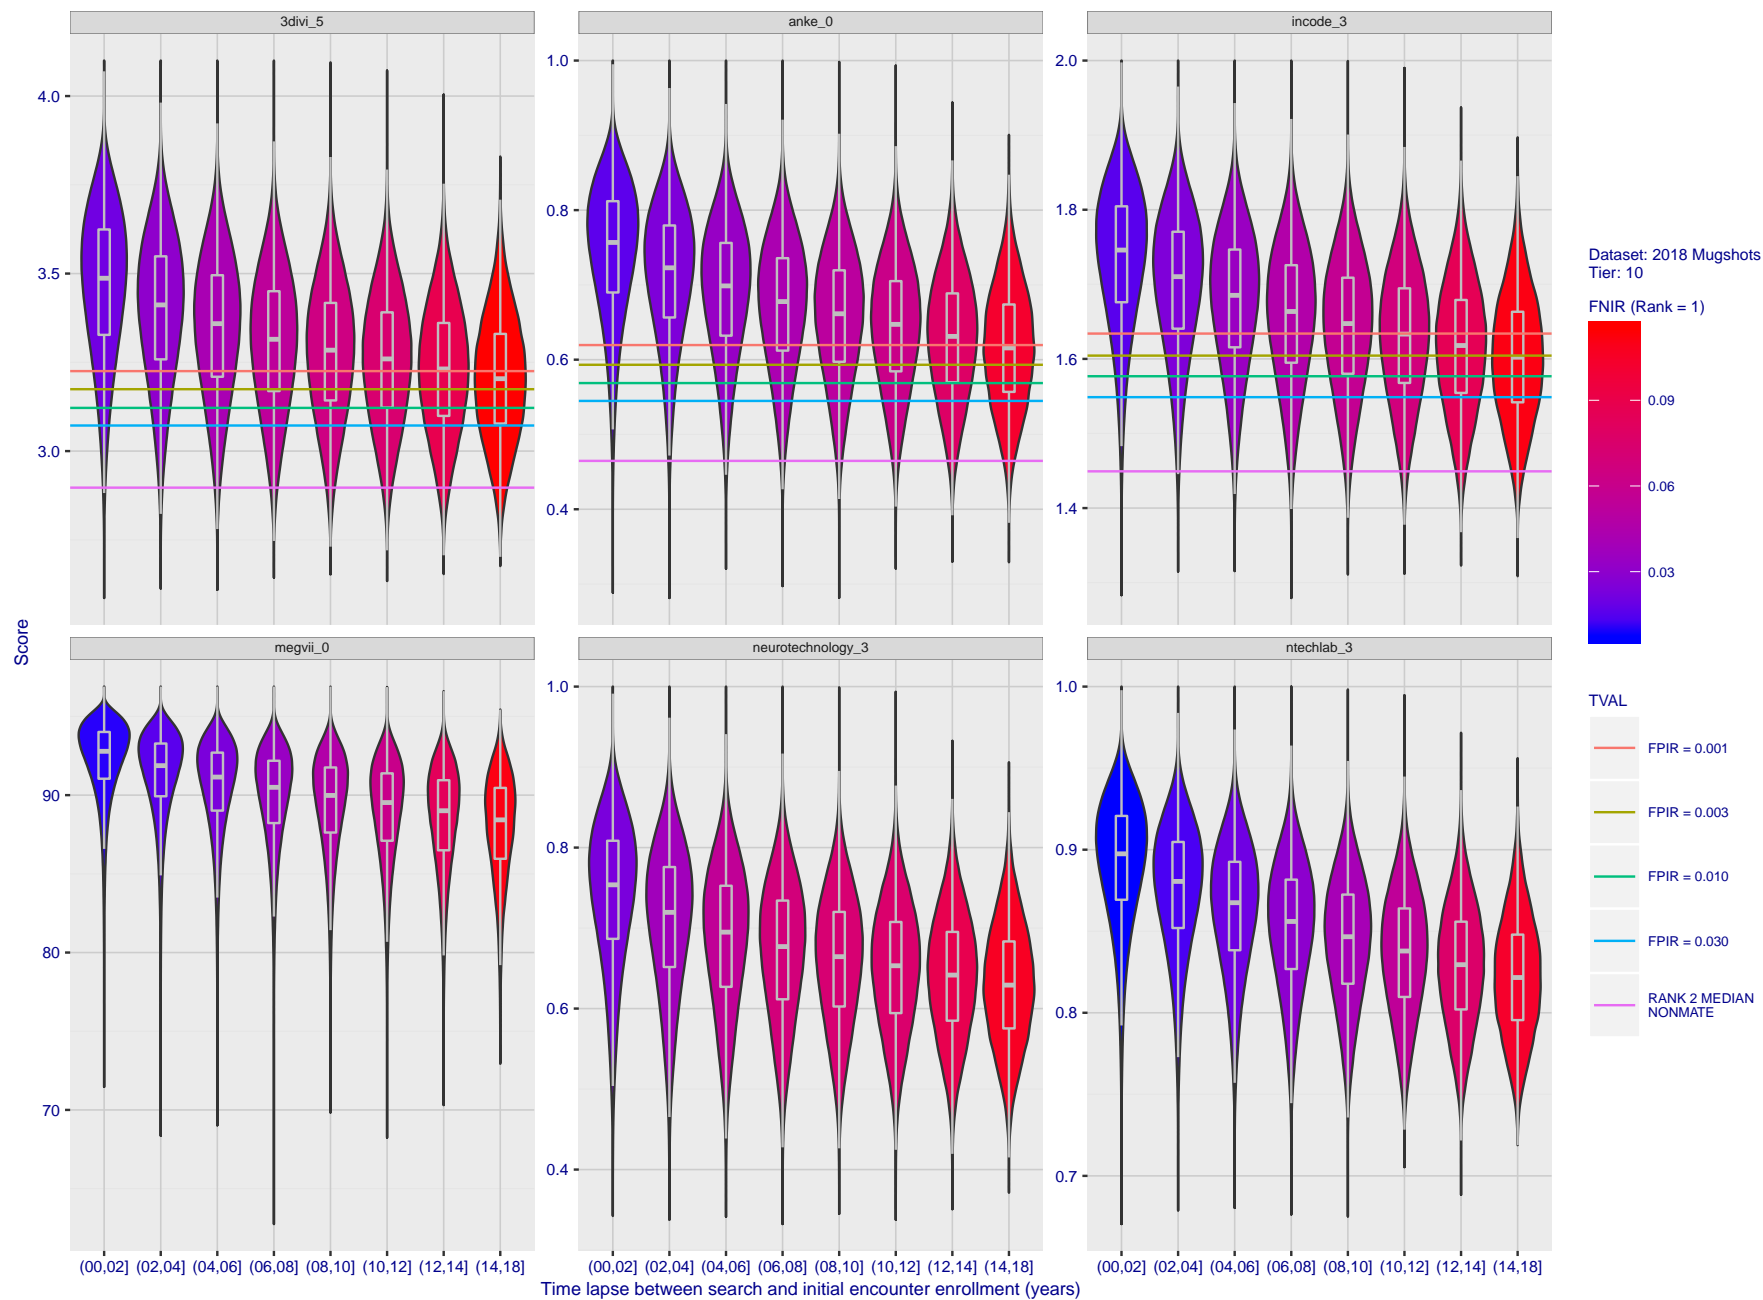 3divi_5
anke_0
incode_3
4.0
3.5
3.0
1.0
0.8
0.6
0.4
2.0
1.8
1.6
1.4
megvii_0
neurotechnology_3
ntechlab_3
90
80
70
1.0
0.8
0.6
0.4
1.0
0.9
0.8
0.7
Score
(00,02] (02,04] (04,06] (06,08] (08,10] (10,12] (12,14] (14,18]
(00,02] (02,04] (04,06] (06,08] (08,10] (10,12] (12,14] (14,18]
(00,02] (02,04] (04,06] (06,08] (08,10] (10,12] (12,14] (14,18]
Time lapse between search and initial encounter enrollment (years)
Dataset: 2018 Mugshots
Tier: 10
FNIR (Rank = 1)
0.09
0.06
0.03
TVAL
FPIR = 0.001
FPIR = 0.003
FPIR = 0.010
FPIR = 0.030
RANK 2 MEDIAN
NONMATE